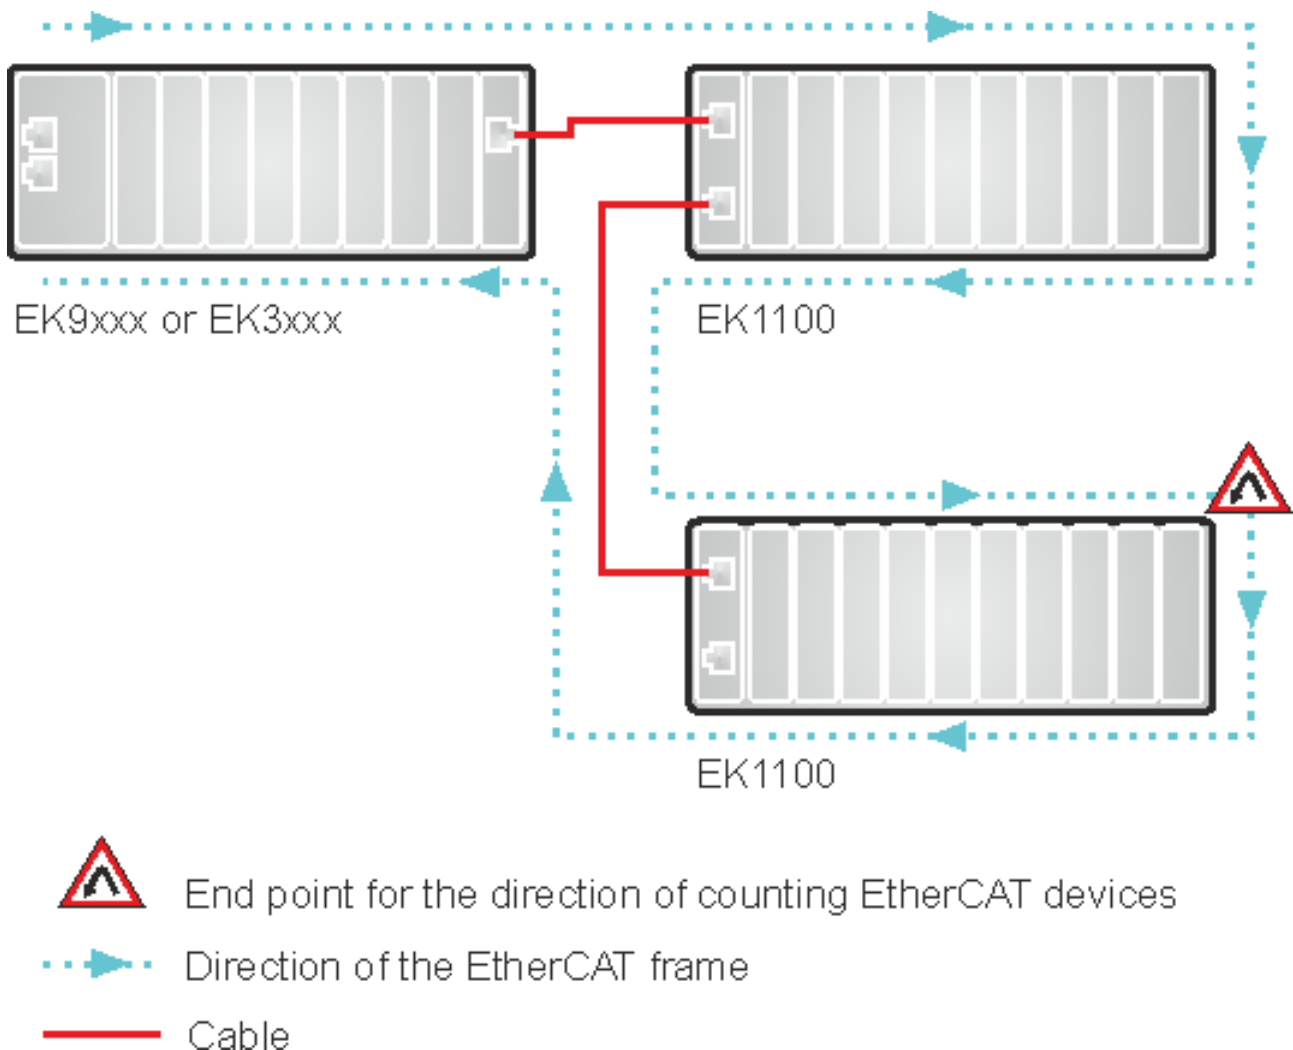 EK9xxx or EK3xxx
EK1100
EK1100
End point for the direction of counting EtherCAT devices
Direction of the EtherCAT frame
Cable